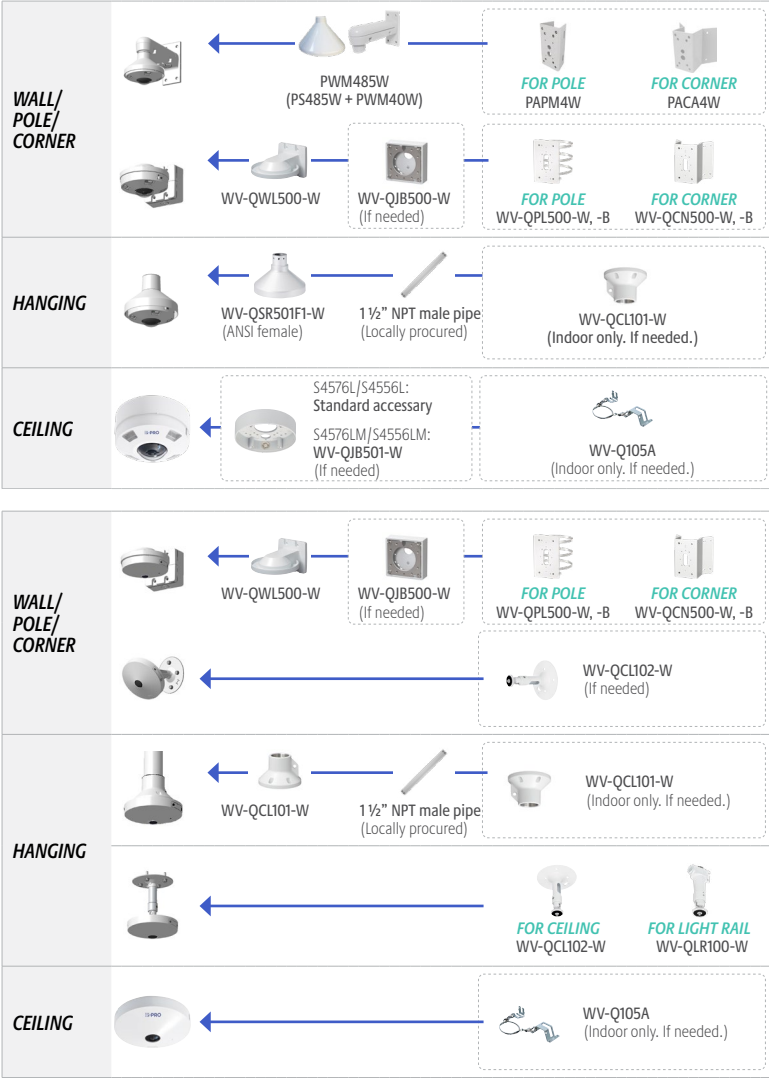 WALL/
POLE/
CORNER
PWM485W
(PS485W + PWM40W)
FOR POLE
PAPM4W
FOR CORNER
PACA4W
WV-QWL500-W
WV-QJB500-W
(If needed)
FOR POLE
WV-QPL500-W, -B
FOR CORNER
WV-QCN500-W, -B
HANGING
WV-QSR501F1-W
(ANSI female)
1 ½” NPT male pipe
(Locally procured)
WV-QCL101-W
(Indoor only. If needed.)
CEILING
i-PRO
S4576L/S4556L:
Standard accessary
S4576LM/S4556LM:
WV-QJB501-W
(If needed)
WV-Q105A
(Indoor only. If needed.)
WALL/
POLE/
CORNER
WV-QWL500-W
WV-QJB500-W
(If needed)
FOR POLE
WV-QPL500-W, -B
FOR CORNER
WV-QCN500-W, -B
WV-QCL102-W
(If needed)
HANGING
WV-QCL101-W
1 ½” NPT male pipe
(Locally procured)
WV-QCL101-W
(Indoor only. If needed.)
FOR CEILING
WV-QCL102-W
FOR LIGHT RAIL
WV-QLR100-W
CEILING
i-PRO
WV-Q105A
(Indoor only. If needed.)